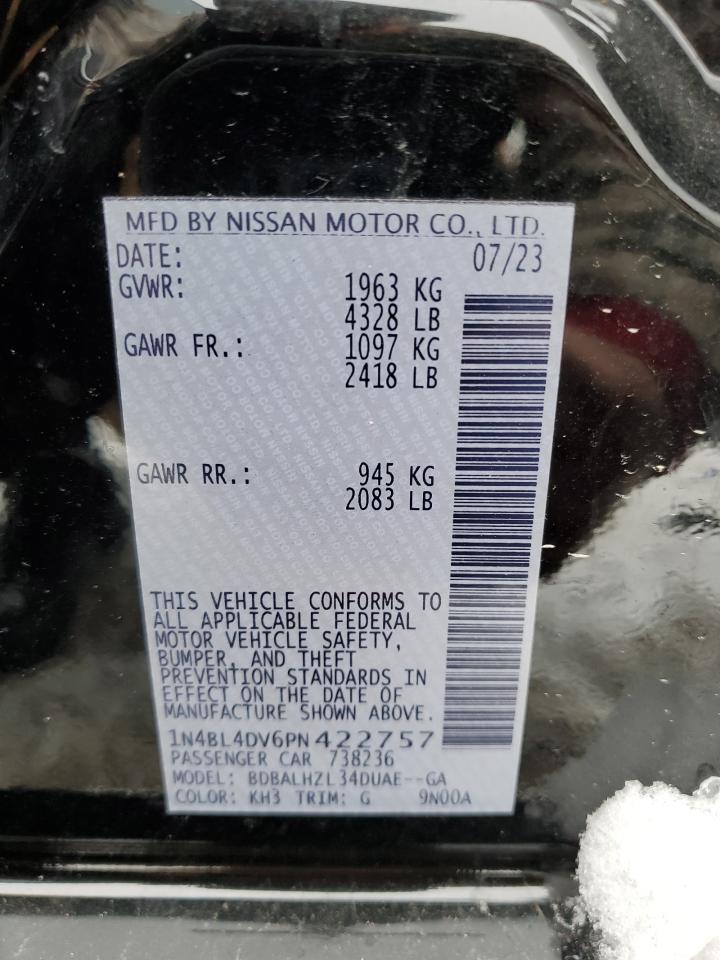 MFD BY NISSAN MOTOR CO., LTD.
DATE: 07/23
GVWR: 1963 KG
4328 LB
GAWR FR.: 1097 KG
2418 LB
GAWR RR.: 945 KG
2083 LB
THIS VEHICLE CONFORMS TO
ALL APPLICABLE FEDERAL
MOTOR VEHICLE SAFETY,
BUMPER, AND THEFT
PREVENTION STANDARDS IN
EFFECT ON THE DATE OF
MANUFACTURE SHOWN ABOVE.
1N4BL4DV6PN422757
PASSENGER CAR 738236
MODEL: BDBALHZL34DUAE--GA
COLOR: KH3 TRIM: G 9N00A